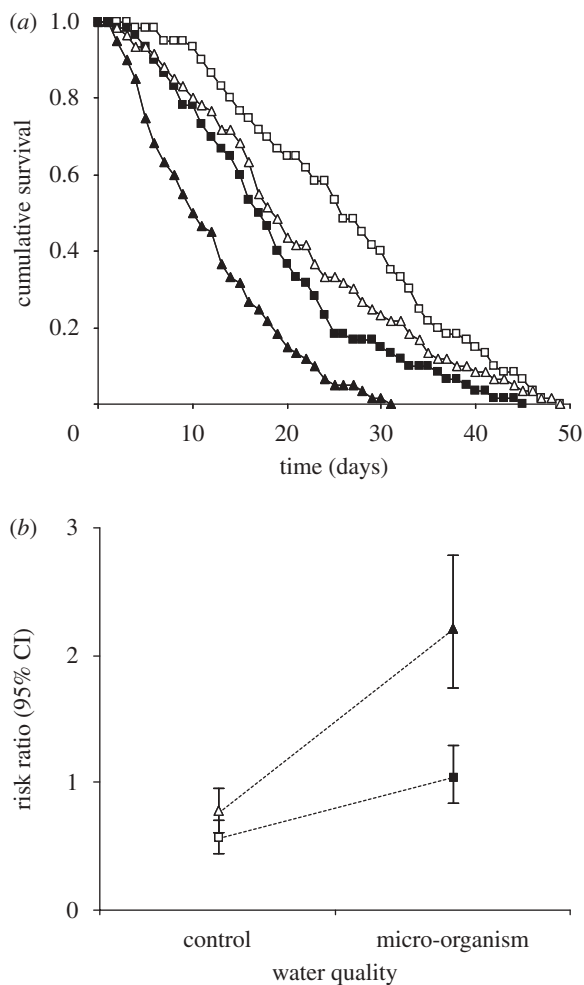 (a)
1.0
0.8
0.6
0.4
0.2
cumulative survival
0 10 20 30 40 50
time (days)
(b)
3
2
1
0
risk ratio (95% CI)
control micro-organism
water quality